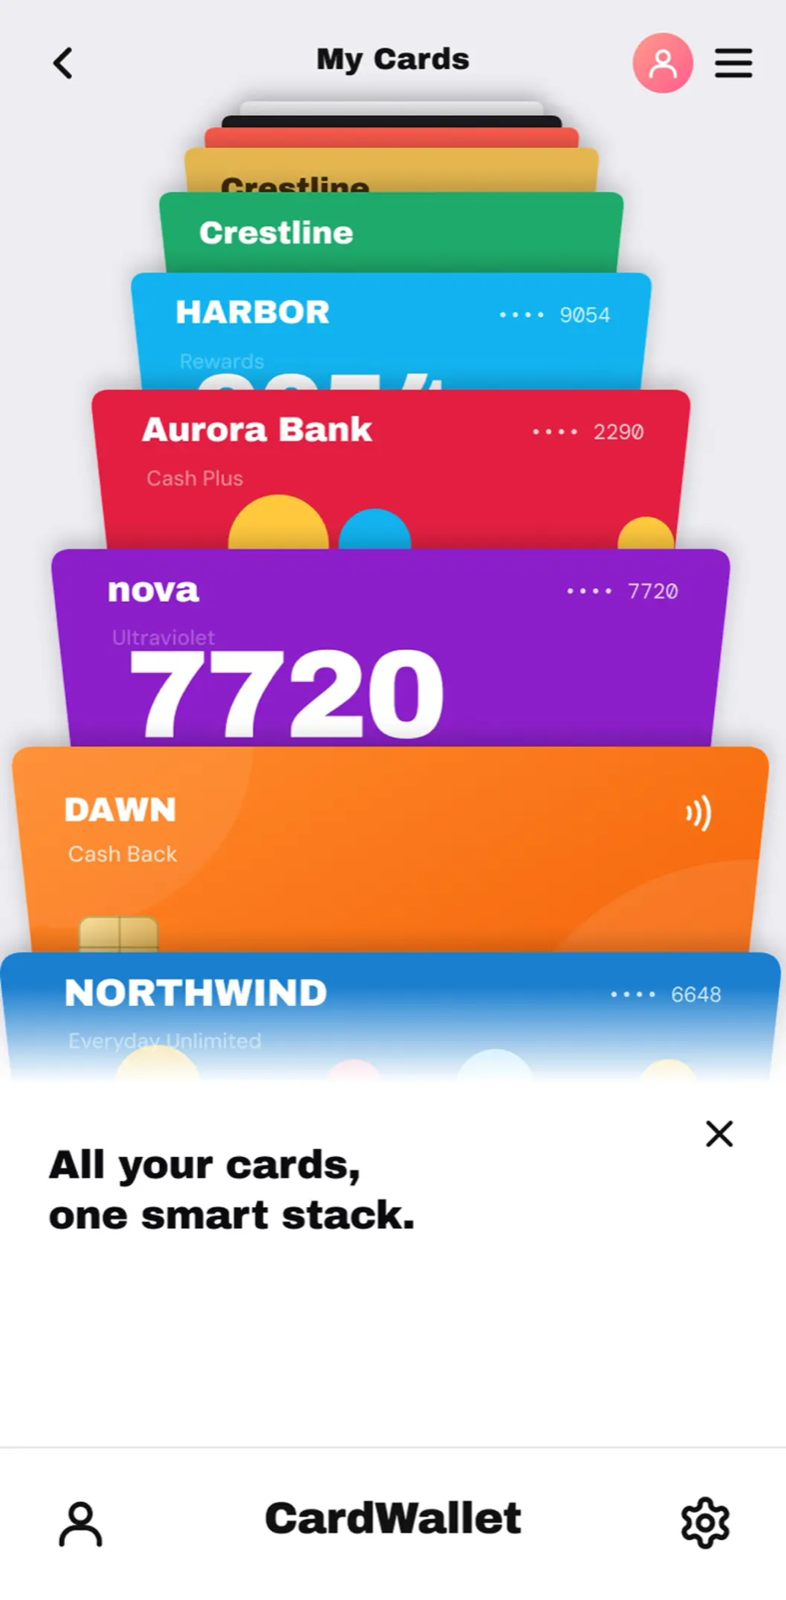 My Cards
Crestline
Crestline
HARBOR •••• 9054
Rewards
Aurora Bank •••• 2290
Cash Plus
nova •••• 7720
Ultraviolet
7720
DAWN
Cash Back
NORTHWIND •••• 6648
Everyday Unlimited
All your cards,
one smart stack.
CardWallet